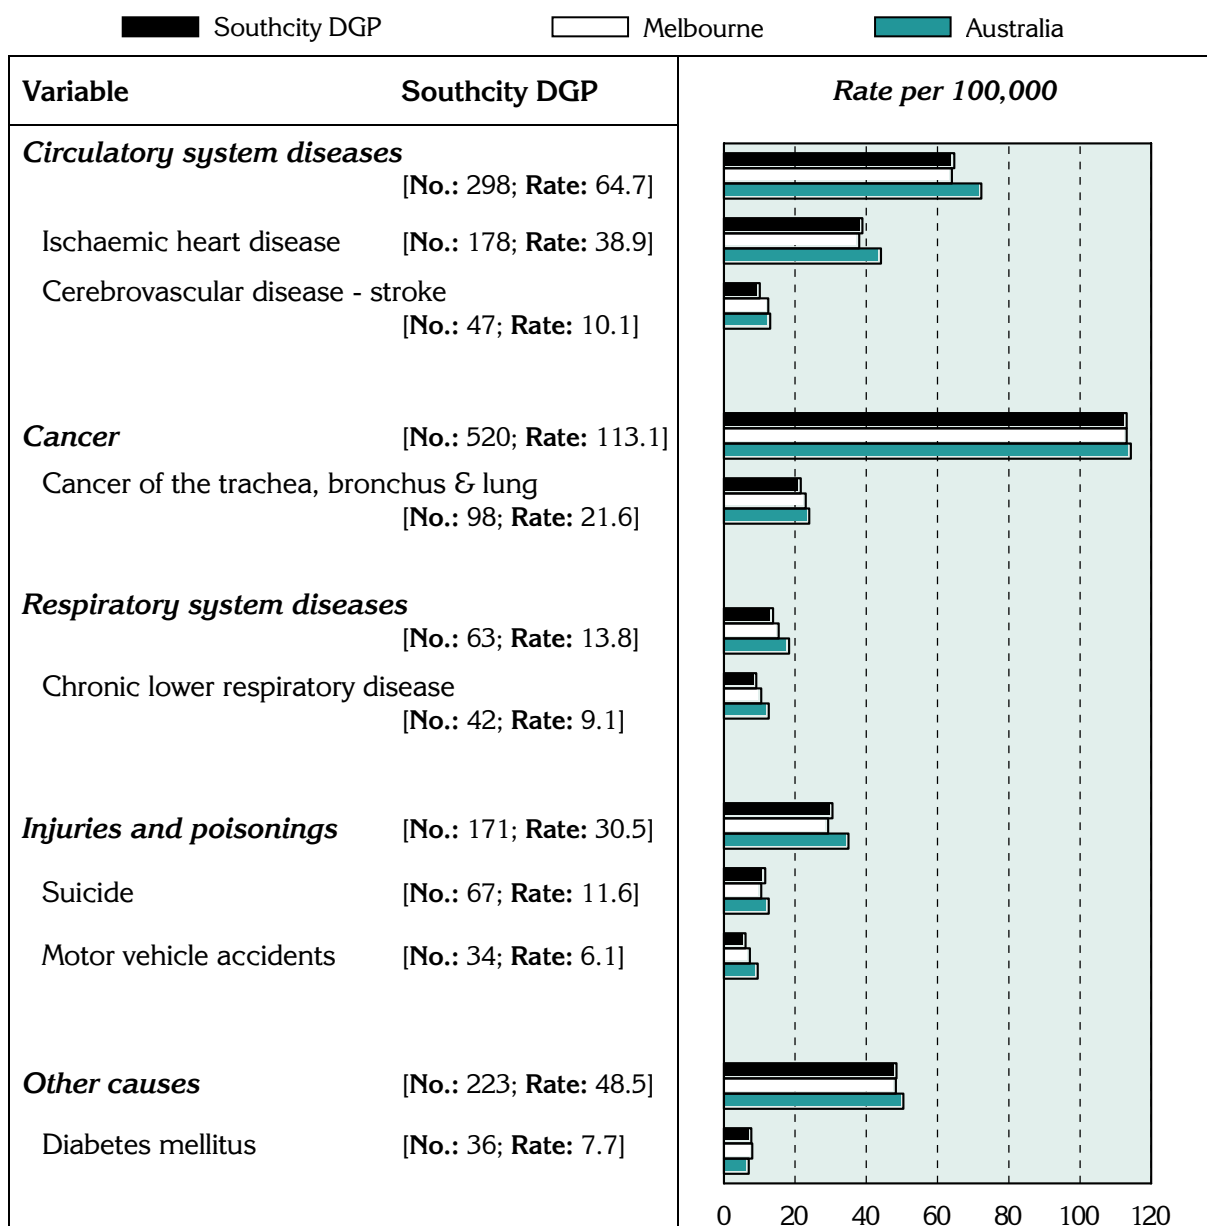 Southcity DGP Melbourne Australia
Variable Southcity DGP Rate per 100,000
Circulatory system diseases
[No.: 298; Rate: 64.7]
Ischaemic heart disease [No.: 178; Rate: 38.9]
Cerebrovascular disease - stroke
[No.: 47; Rate: 10.1]
Cancer [No.: 520; Rate: 113.1]
Cancer of the trachea, bronchus & lung
[No.: 98; Rate: 21.6]
Respiratory system diseases
[No.: 63; Rate: 13.8]
Chronic lower respiratory disease
[No.: 42; Rate: 9.1]
Injuries and poisonings [No.: 171; Rate: 30.5]
Suicide [No.: 67; Rate: 11.6]
Motor vehicle accidents [No.: 34; Rate: 6.1]
Other causes [No.: 223; Rate: 48.5]
Diabetes mellitus [No.: 36; Rate: 7.7]
0 20 40 60 80 100 120